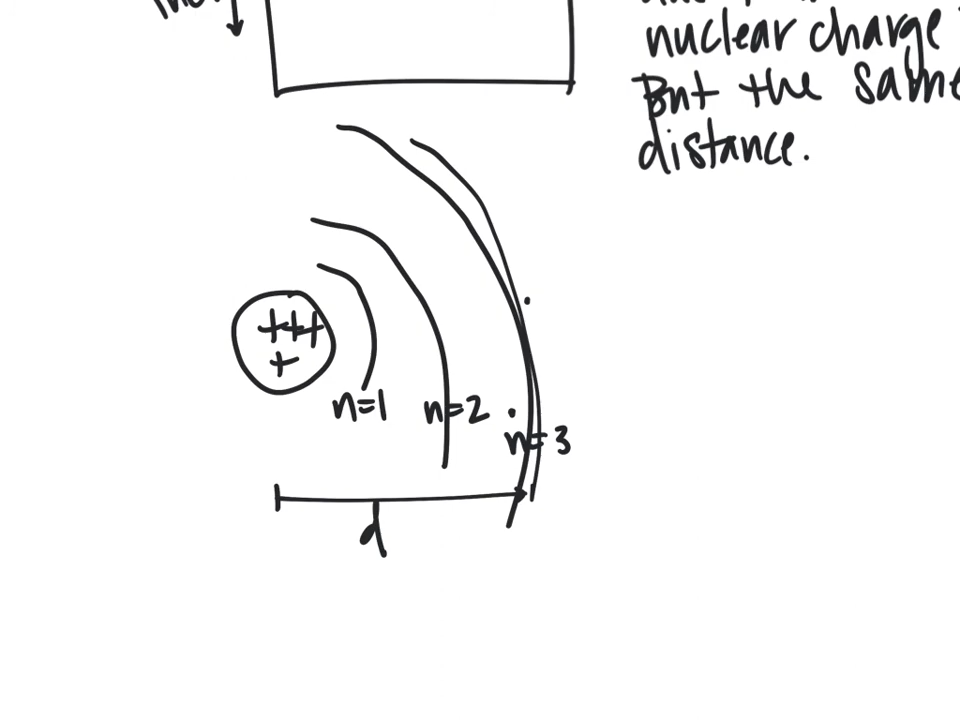 nuclear charge
But the same
distance.
+++
+
n=1
n=2
n=3
d